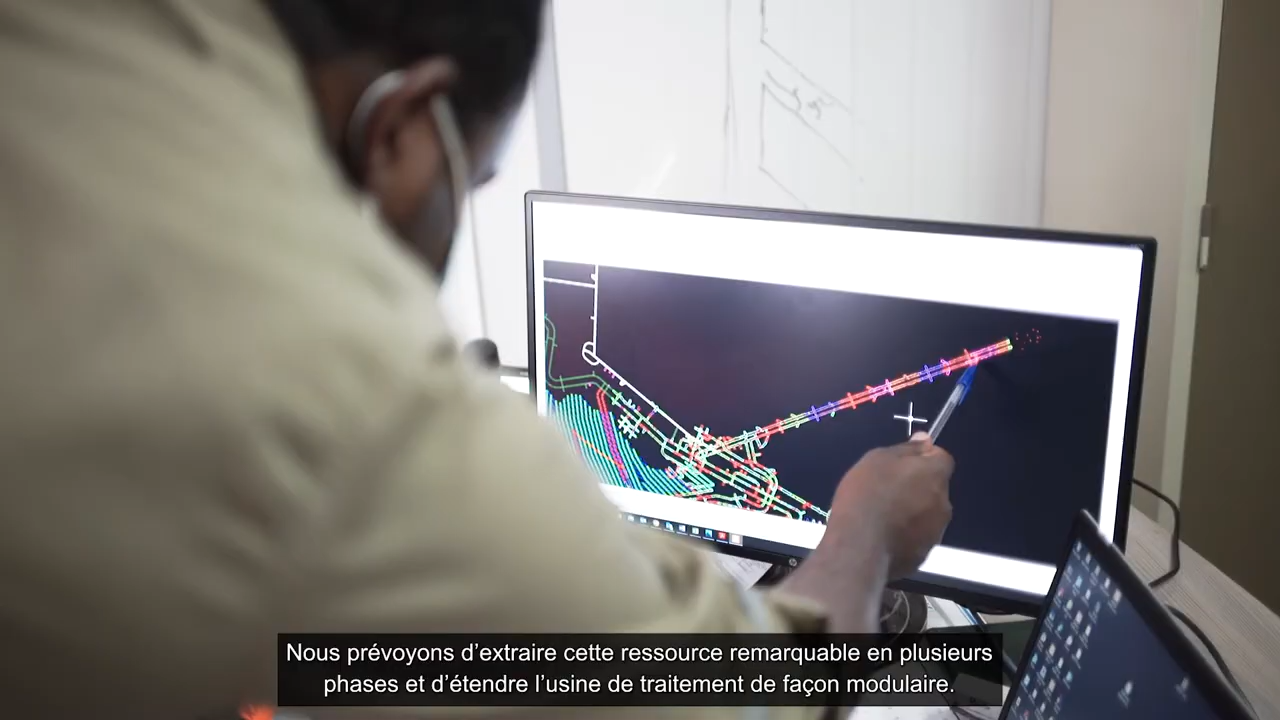 Nous prévoyons d’extraire cette ressource remarquable en plusieurs
phases et d’étendre l’usine de traitement de façon modulaire.